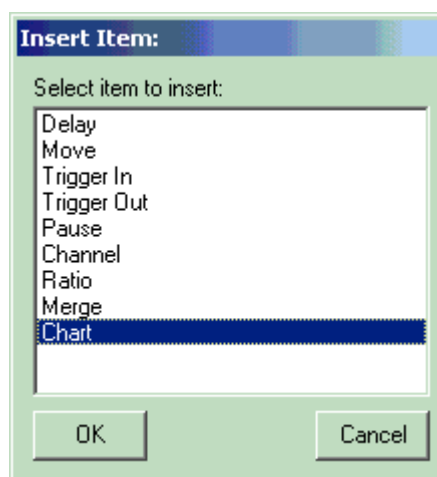 Insert Item:
Select item to insert:
Delay
Move
Trigger In
Trigger Out
Pause
Channel
Ratio
Merge
Chart
OK Cancel